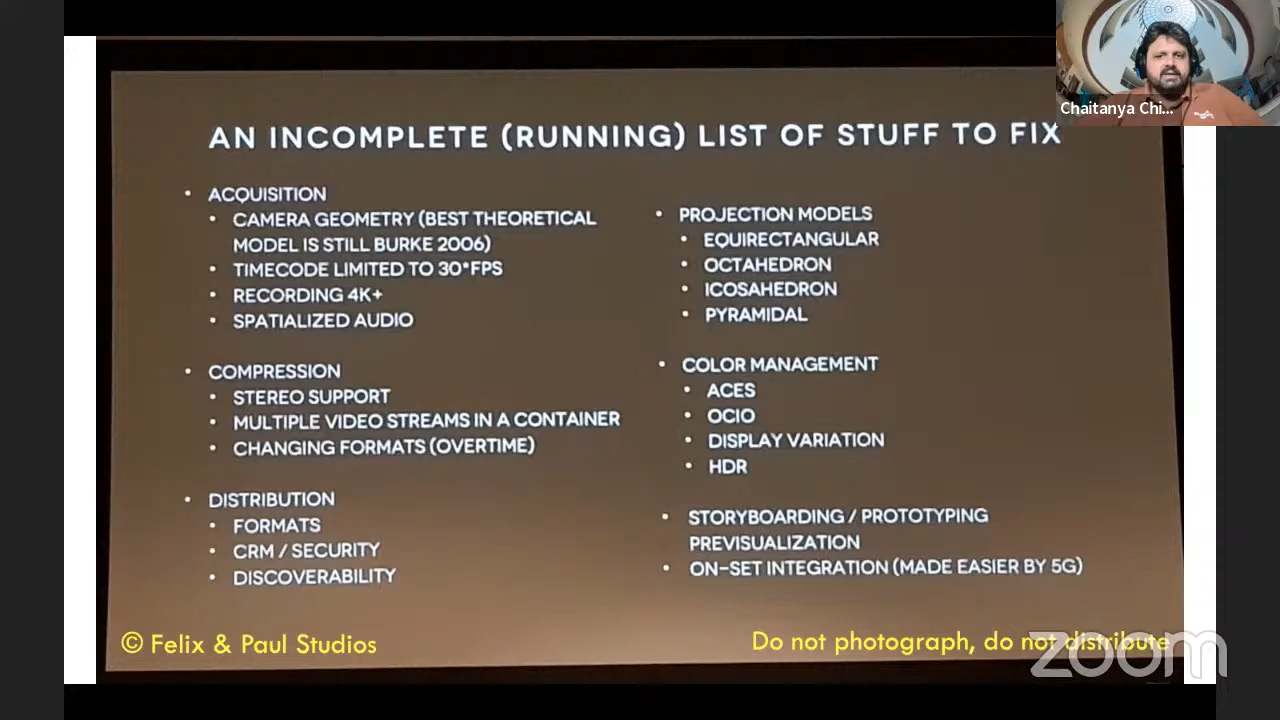 Chaitanya Chi...
AN INCOMPLETE (RUNNING) LIST OF STUFF TO FIX
• ACQUISITION
• CAMERA GEOMETRY (BEST THEORETICAL
MODEL IS STILL BURKE 2006)
• TIMECODE LIMITED TO 30*FPS
• RECORDING 4K+
• SPATIALIZED AUDIO
• COMPRESSION
• STEREO SUPPORT
• MULTIPLE VIDEO STREAMS IN A CONTAINER
• CHANGING FORMATS (OVERTIME)
• DISTRIBUTION
• FORMATS
• CRM / SECURITY
• DISCOVERABILITY
• PROJECTION MODELS
• EQUIRECTANGULAR
• OCTAHEDRON
• ICOSAHEDRON
• PYRAMIDAL
• COLOR MANAGEMENT
• ACES
• OCIO
• DISPLAY VARIATION
• HDR
• STORYBOARDING / PROTOTYPING
PREVISUALIZATION
• ON-SET INTEGRATION (MADE EASIER BY 5G)
© Felix & Paul Studios
Do not photograph, do not distribute
zoom